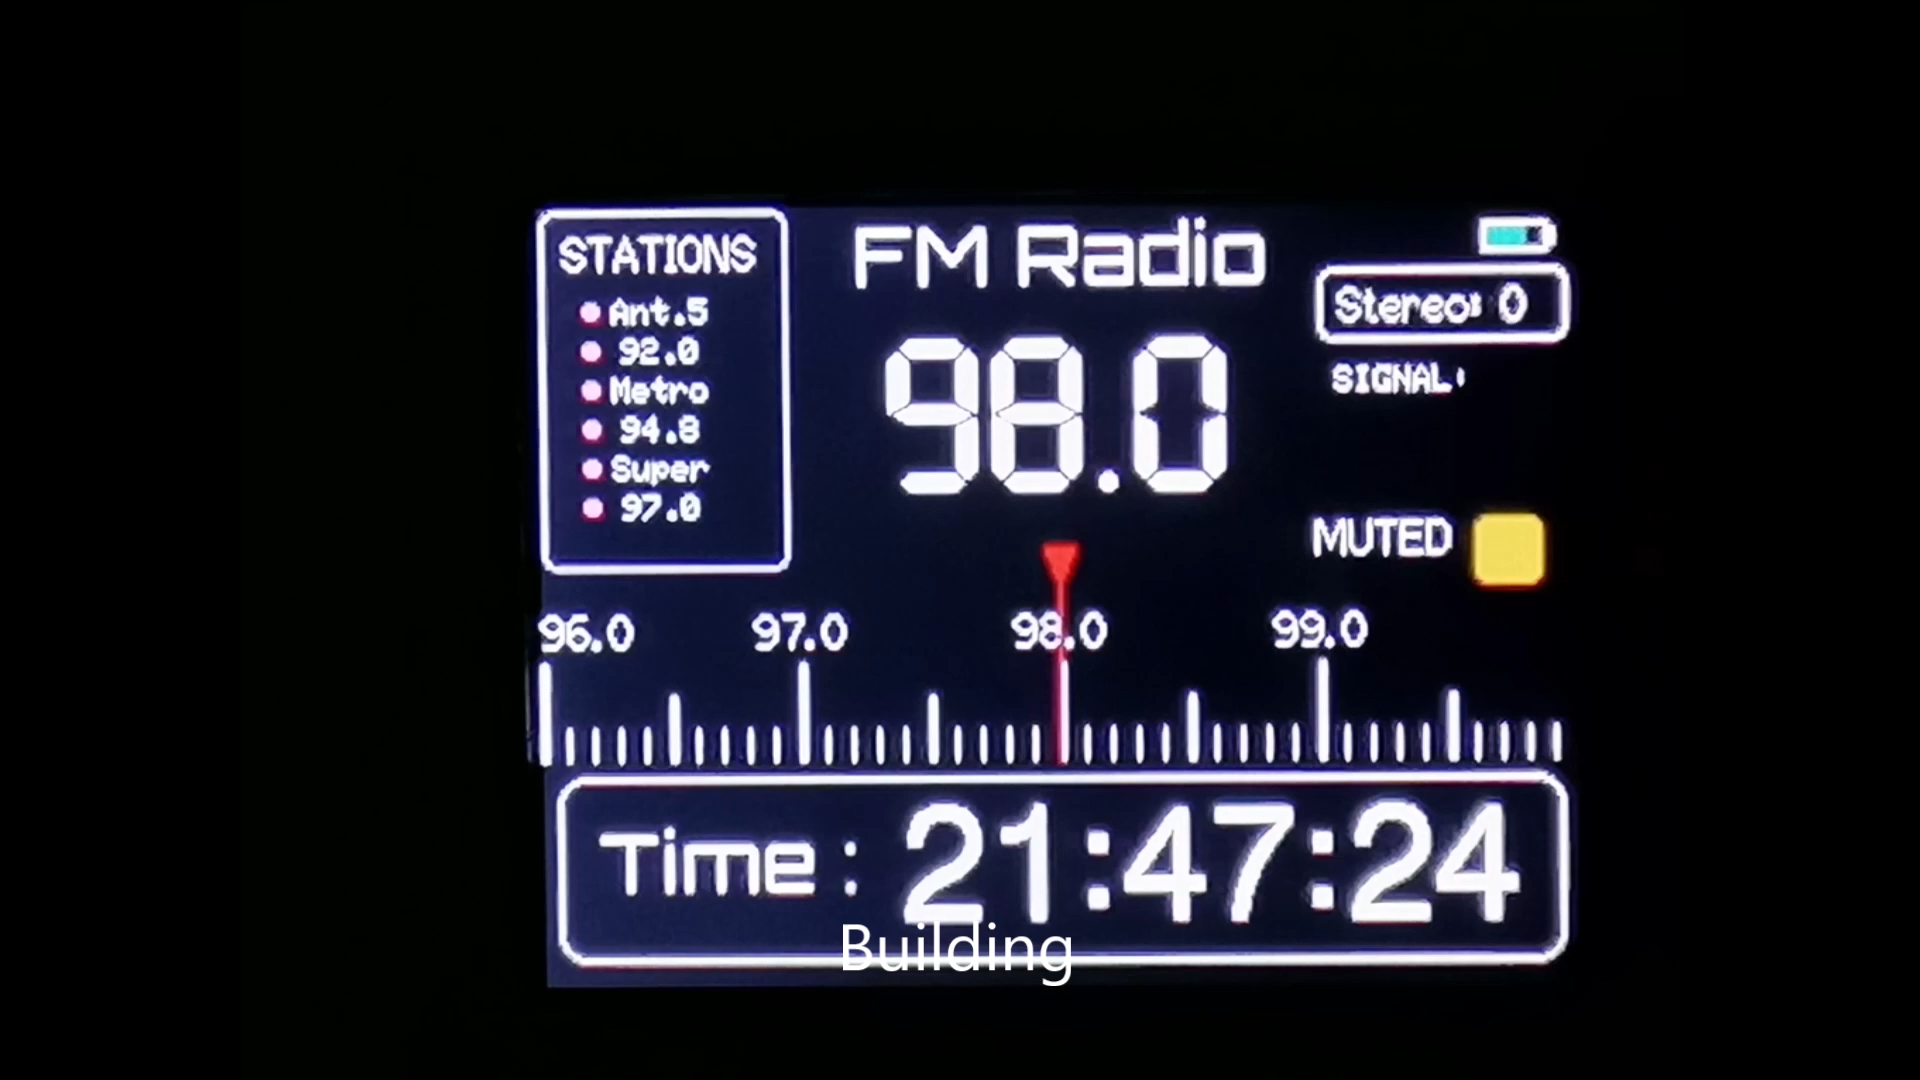 STATIONS
Ant.5
92.0
Metro
94.8
Super
97.0
FM Radio
98.0
Stereo: 0
SIGNAL:
MUTED
96.0 97.0 98.0 99.0
Time : 21:47:24
Building